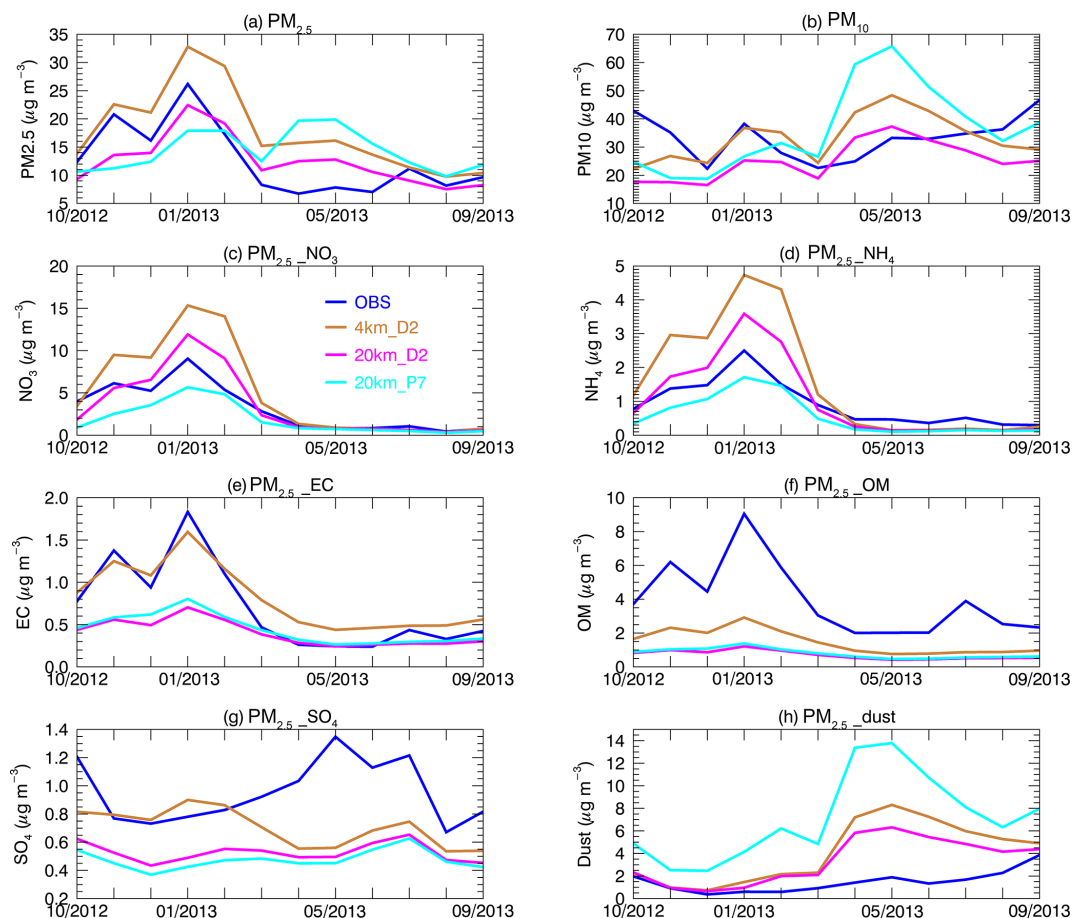 (a) PM2.5
PM2.5 (µg m−3)
35
30
25
20
15
10
5
10/2012 01/2013 05/2013 09/2013
(b) PM10
PM10 (µg m−3)
70
60
50
40
30
20
10
10/2012 01/2013 05/2013 09/2013
(c) PM2.5_NO3
NO3 (µg m−3)
20
15
10
5
0
10/2012 01/2013 05/2013 09/2013
OBS
4km_D2
20km_D2
20km_P7
(d) PM2.5_NH4
NH4 (µg m−3)
5
4
3
2
1
0
10/2012 01/2013 05/2013 09/2013
(e) PM2.5_EC
EC (µg m−3)
2.0
1.5
1.0
0.5
0.0
10/2012 01/2013 05/2013 09/2013
(f) PM2.5_OM
OM (µg m−3)
10
8
6
4
2
0
10/2012 01/2013 05/2013 09/2013
(g) PM2.5_SO4
SO4 (µg m−3)
1.4
1.2
1.0
0.8
0.6
0.4
0.2
10/2012 01/2013 05/2013 09/2013
(h) PM2.5_dust
Dust (µg m−3)
14
12
10
8
6
4
2
0
10/2012 01/2013 05/2013 09/2013